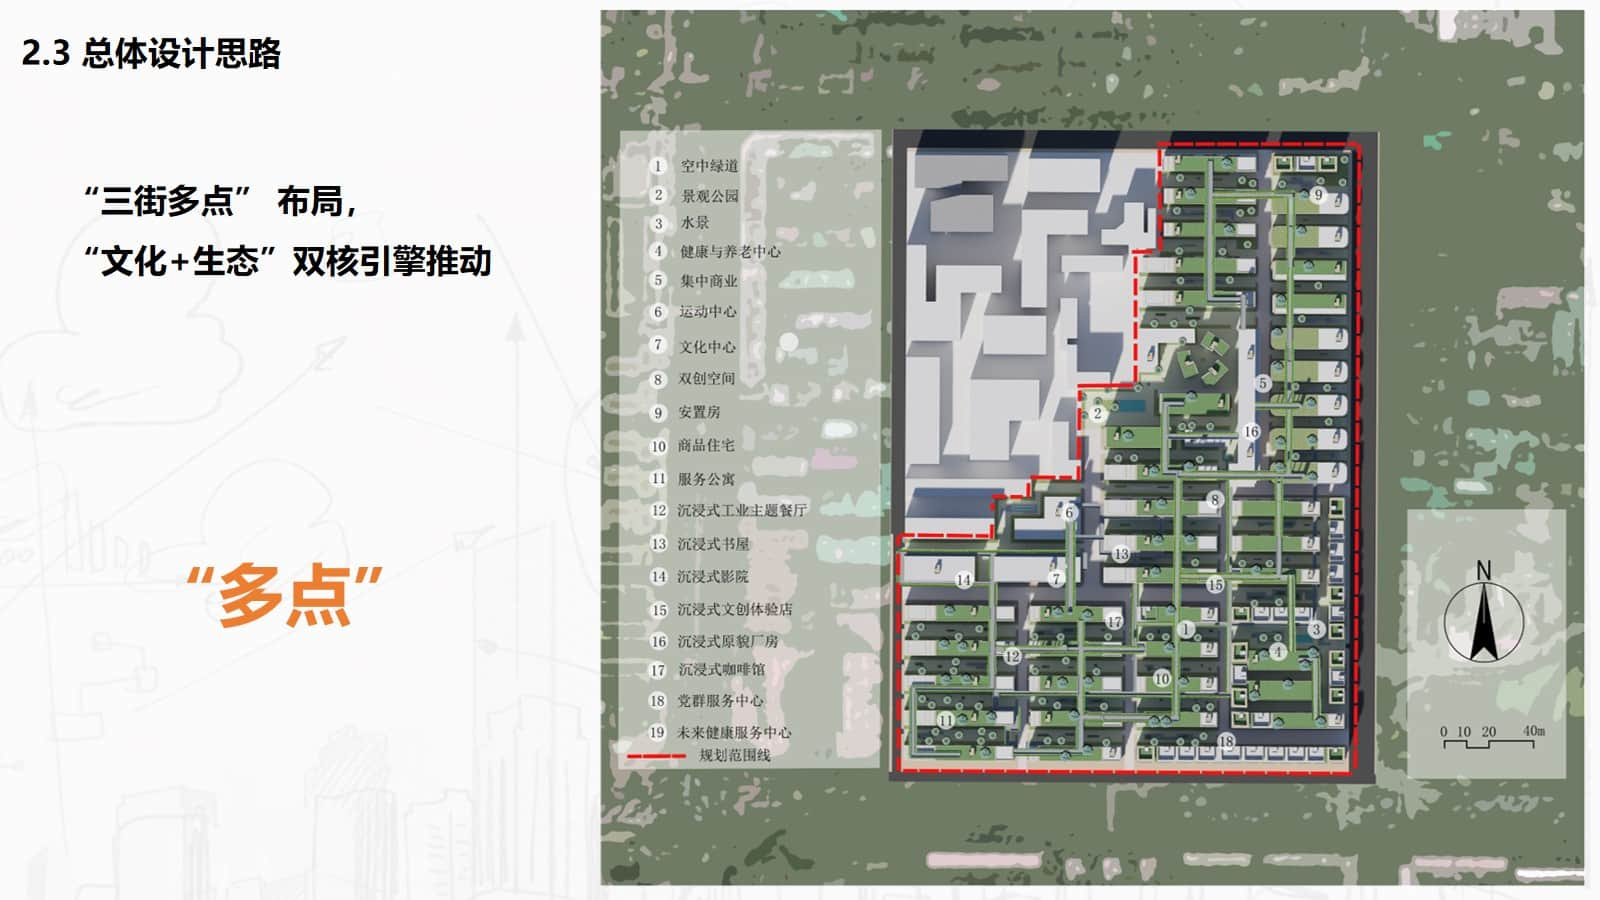 2.3 总体设计思路
“三街多点” 布局，
“文化+生态”双核引擎推动
“多点”
1 空中绿道
2 景观公园
3 水景
4 健康与养老中心
5 集中商业
6 运动中心
7 文化中心
8 双创空间
9 安置房
10 商品住宅
11 服务公寓
12 沉浸式工业主题餐厅
13 沉浸式书屋
14 沉浸式影院
15 沉浸式文创体验店
16 沉浸式原貌厂房
17 沉浸式咖啡馆
18 党群服务中心
19 未来健康服务中心
规划范围线
9
5
2
16
8
6
13
14
7
15
17
1
3
12
4
10
11
18
N
0 10 20 40m